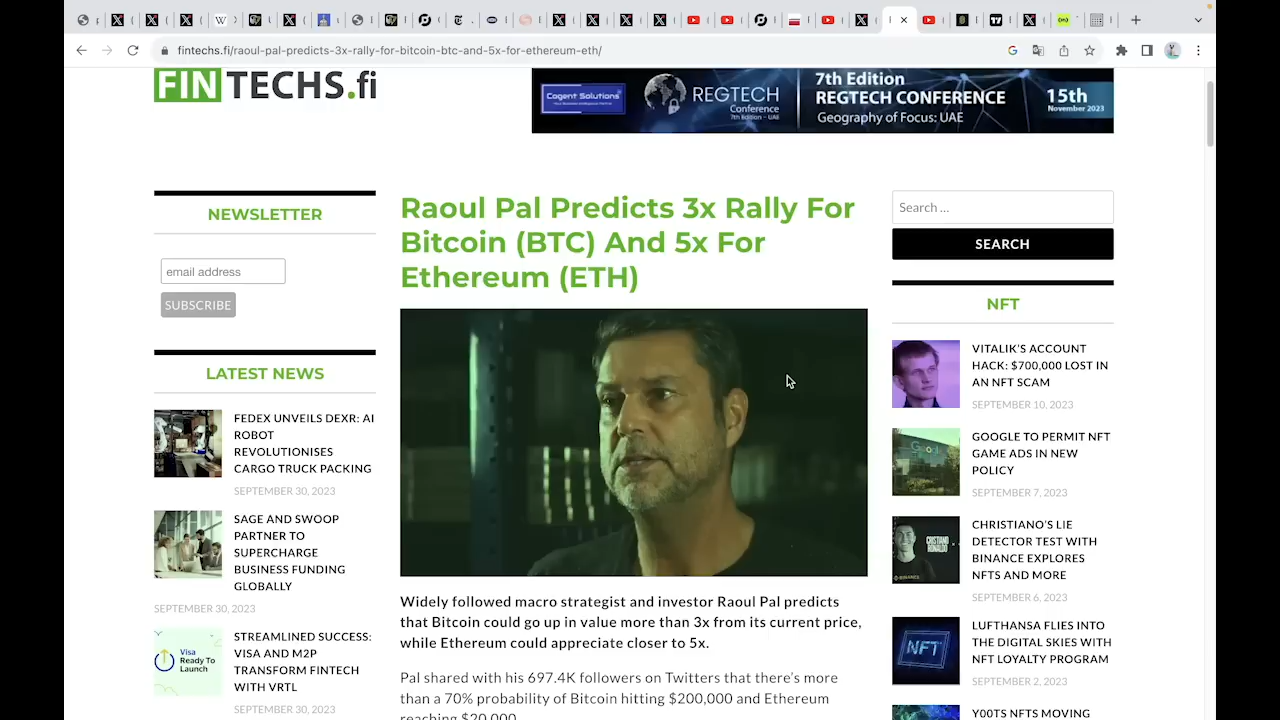 fintechs.fi/raoul-pal-predicts-3x-rally-for-bitcoin-btc-and-5x-for-ethereum-eth/
FINTECHS.fi
Cogent Solutions
REGTECH
Conference
7th Edition - UAE
7th Edition
REGTECH CONFERENCE
Geography of Focus: UAE
15th
November 2023
NEWSLETTER
email address
SUBSCRIBE
LATEST NEWS
FEDEX UNVEILS DEXR: AI
ROBOT
REVOLUTIONISES
CARGO TRUCK PACKING
SEPTEMBER 30, 2023
SAGE AND SWOOP
PARTNER TO
SUPERCHARGE
BUSINESS FUNDING
GLOBALLY
SEPTEMBER 30, 2023
Visa
Ready To
Launch
STREAMLINED SUCCESS:
VISA AND M2P
TRANSFORM FINTECH
WITH VRTL
SEPTEMBER 30, 2023
Raoul Pal Predicts 3x Rally For
Bitcoin (BTC) And 5x For
Ethereum (ETH)
Widely followed macro strategist and investor Raoul Pal predicts
that Bitcoin could go up in value more than 3x from its current price,
while Ethereum could appreciate closer to 5x.
Pal shared with his 697.4K followers on Twitters that there's more
than a 70% probability of Bitcoin hitting $200,000 and Ethereum
Search ...
SEARCH
NFT
VITALIK'S ACCOUNT
HACK: $700,000 LOST IN
AN NFT SCAM
SEPTEMBER 10, 2023
Google
GOOGLE TO PERMIT NFT
GAME ADS IN NEW
POLICY
SEPTEMBER 7, 2023
CRISTIANO
RONALDO
BINANCE
CHRISTIANO'S LIE
DETECTOR TEST WITH
BINANCE EXPLORES
NFTS AND MORE
SEPTEMBER 6, 2023
NFT
LUFTHANSA FLIES INTO
THE DIGITAL SKIES WITH
NFT LOYALTY PROGRAM
SEPTEMBER 2, 2023
Y00TS NFTS MOVING